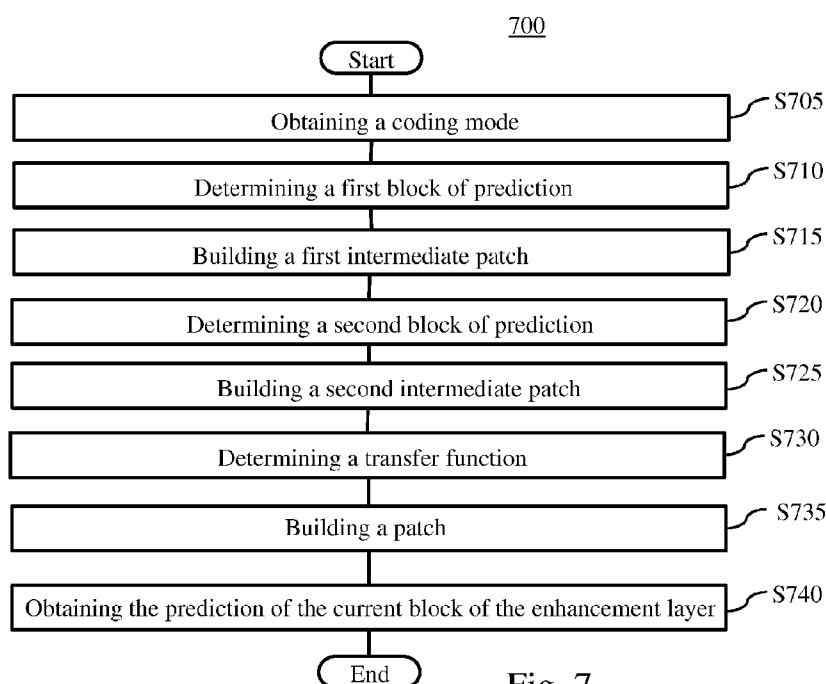 700
Start
Obtaining a coding mode
S705
Determining a first block of prediction
S710
Building a first intermediate patch
S715
Determining a second block of prediction
S720
Building a second intermediate patch
S725
Determining a transfer function
S730
Building a patch
S735
Obtaining the prediction of the current block of the enhancement layer
S740
End
Fig. 7